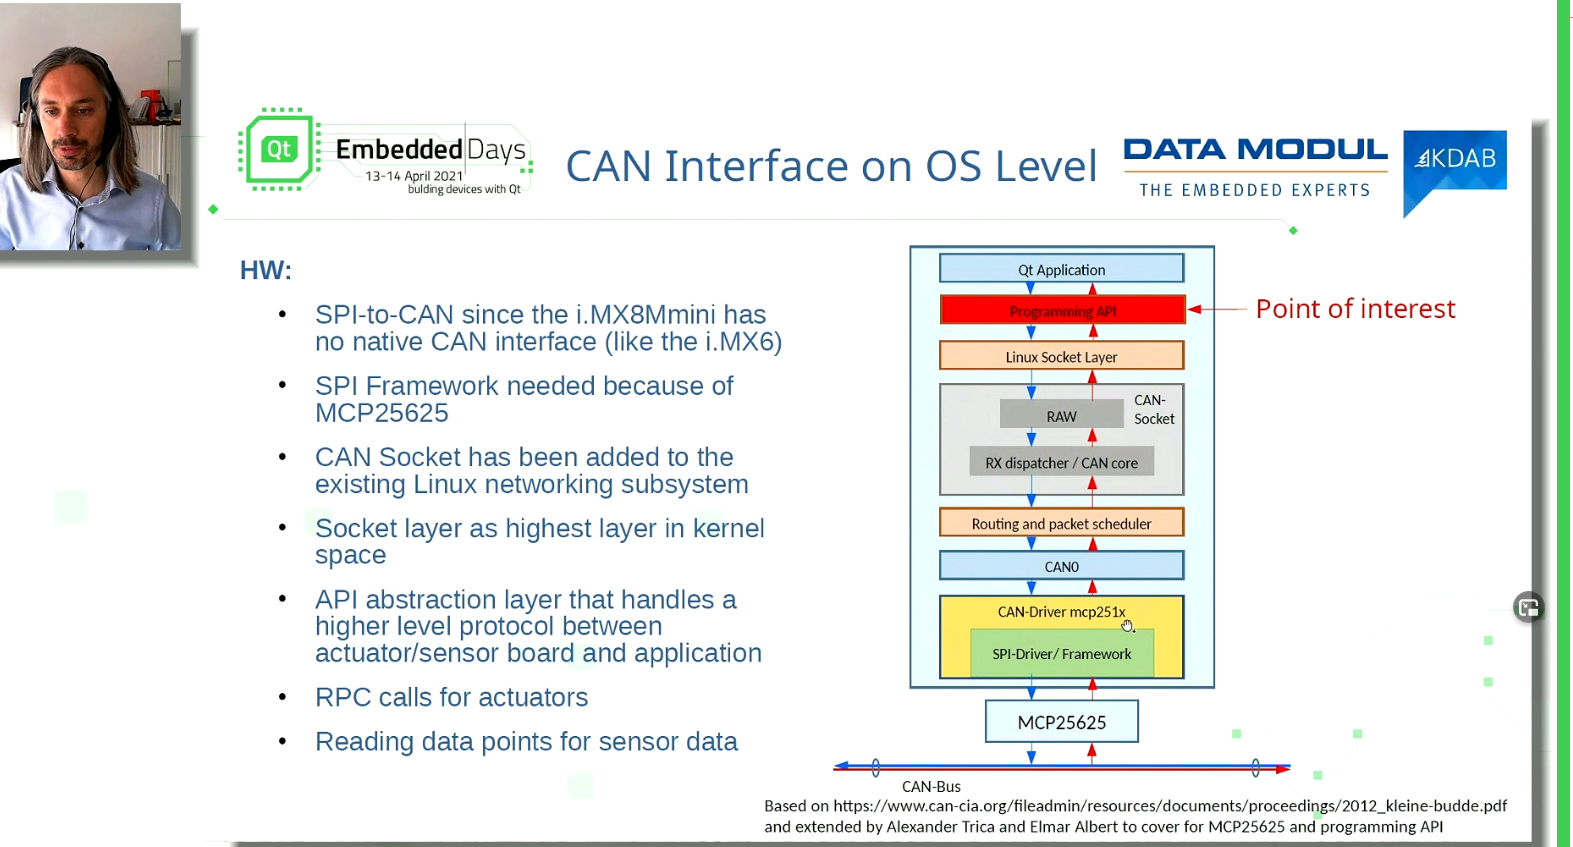 Qt
Embedded Days
13-14 April 2021
bulding devices with Qt
CAN Interface on OS Level
DATA MODUL
THE EMBEDDED EXPERTS
KDAB
HW:
• SPI-to-CAN since the i.MX8Mmini has
no native CAN interface (like the i.MX6)
• SPI Framework needed because of
MCP25625
• CAN Socket has been added to the
existing Linux networking subsystem
• Socket layer as highest layer in kernel
space
• API abstraction layer that handles a
higher level protocol between
actuator/sensor board and application
• RPC calls for actuators
• Reading data points for sensor data
Qt Application
Programming API
Point of interest
Linux Socket Layer
CAN-
Socket
RAW
RX dispatcher / CAN core
Routing and packet scheduler
CAN0
CAN-Driver mcp251x
SPI-Driver/ Framework
MCP25625
CAN-Bus
Based on https://www.can-cia.org/fileadmin/resources/documents/proceedings/2012_kleine-budde.pdf
and extended by Alexander Trica and Elmar Albert to cover for MCP25625 and programming API